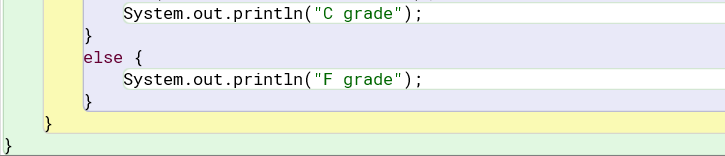 System.out.println("C grade");
}
else {
System.out.println("F grade");
}
}
}